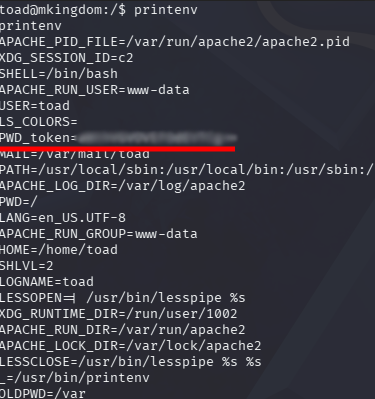 toad@mkingdom:/$ printenv
printenv
APACHE_PID_FILE=/var/run/apache2/apache2.pid
XDG_SESSION_ID=c2
SHELL=/bin/bash
APACHE_RUN_USER=www-data
USER=toad
LS_COLORS=
PWD_token=
MAIL=/var/mail/toad
PATH=/usr/local/sbin:/usr/local/bin:/usr/sbin:/
APACHE_LOG_DIR=/var/log/apache2
PWD=/
LANG=en_US.UTF-8
APACHE_RUN_GROUP=www-data
HOME=/home/toad
SHLVL=2
LOGNAME=toad
LESSOPEN=| /usr/bin/lesspipe %s
XDG_RUNTIME_DIR=/run/user/1002
APACHE_RUN_DIR=/var/run/apache2
APACHE_LOCK_DIR=/var/lock/apache2
LESSCLOSE=/usr/bin/lesspipe %s %s
_=/usr/bin/printenv
OLDPWD=/var